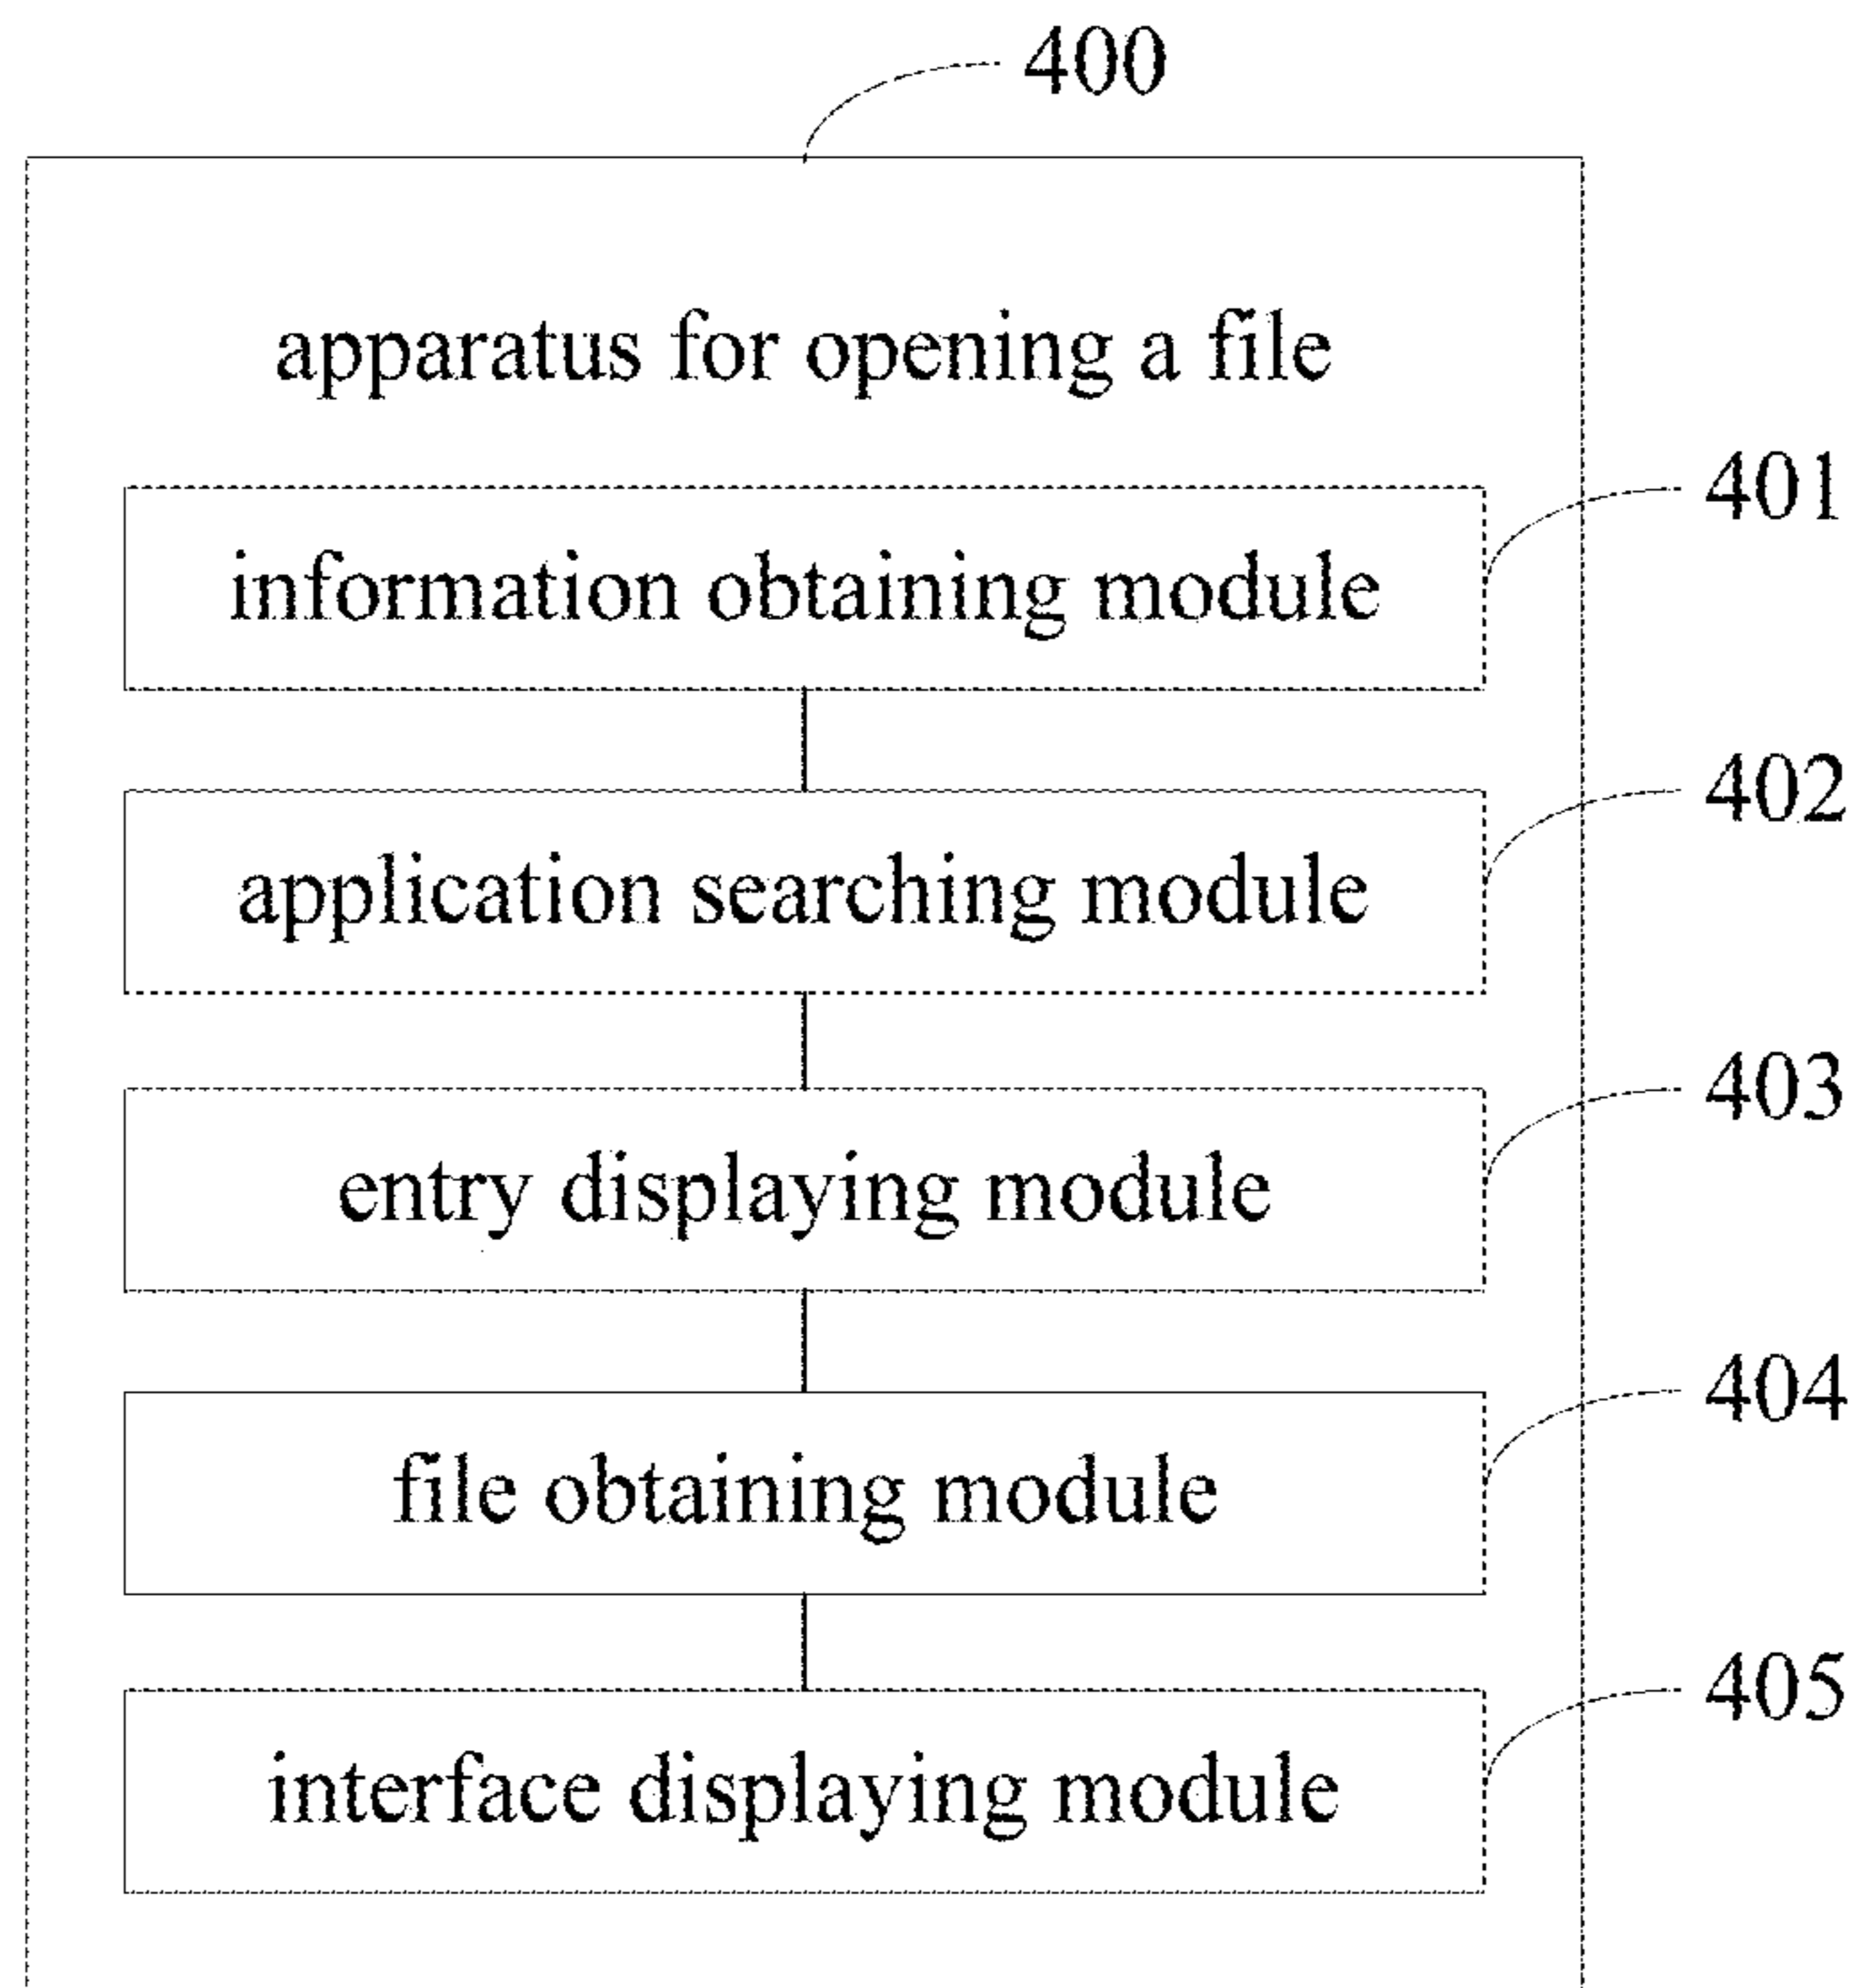 400
apparatus for opening a file
401
information obtaining module
402
application searching module
403
entry displaying module
404
file obtaining module
405
interface displaying module